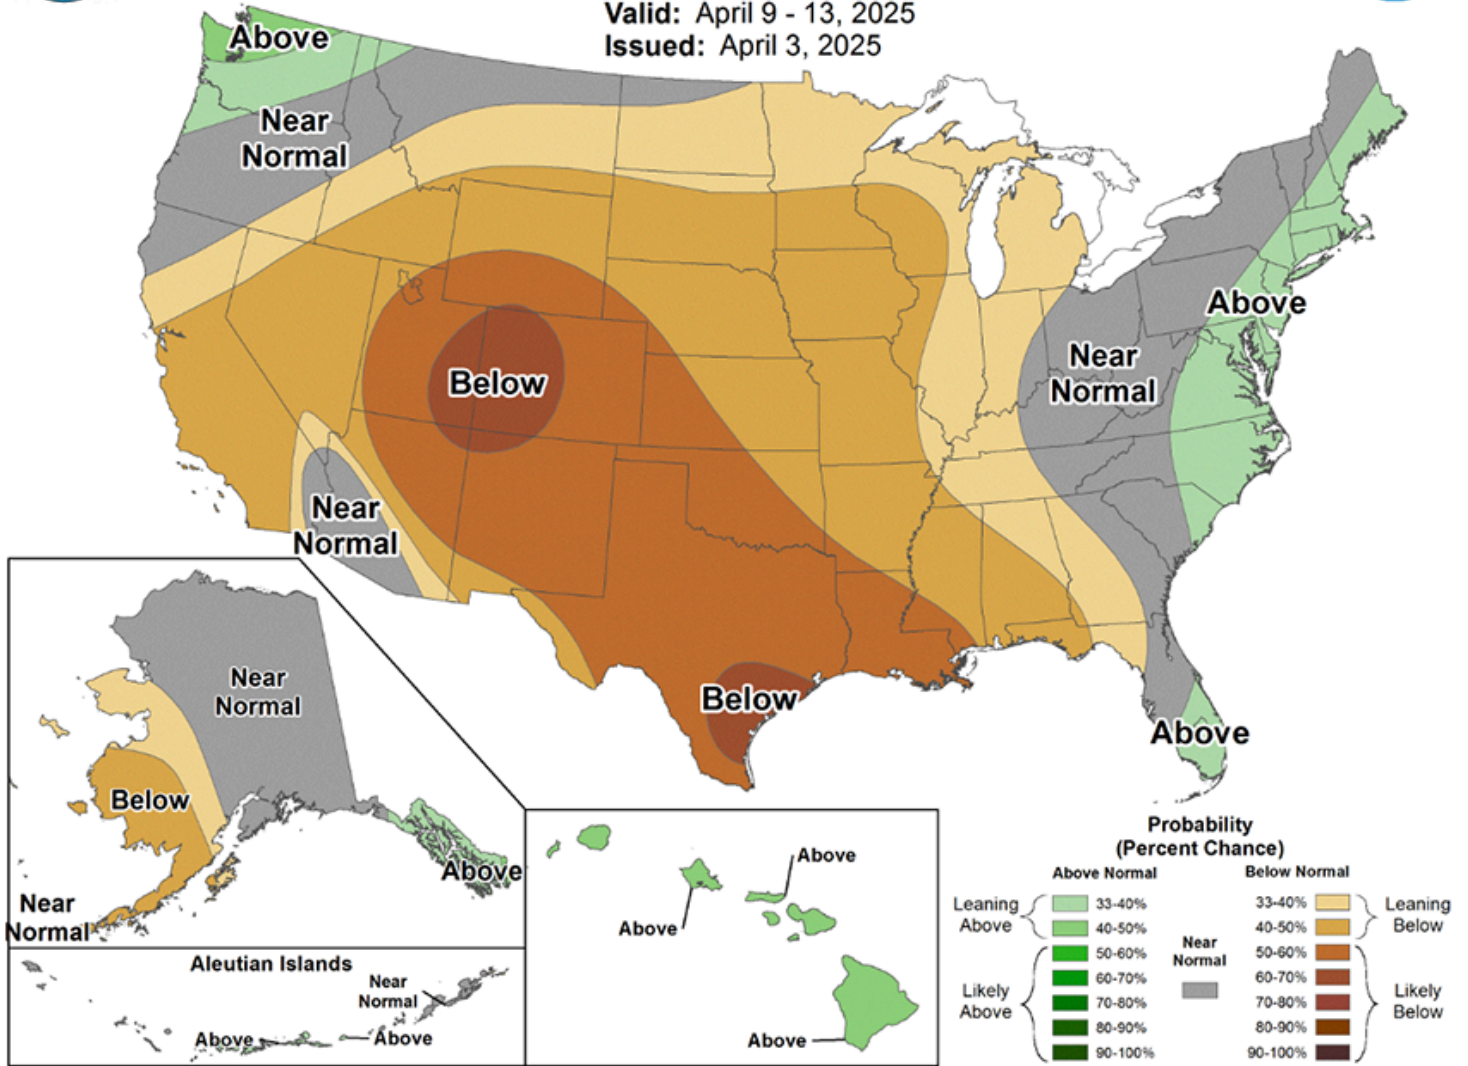 Valid: April 9 - 13, 2025
Issued: April 3, 2025
Above
Near
Normal
Below
Near
Normal
Near
Normal
Above
Below
Above
Near
Normal
Below
Above
Near
Normal
Aleutian Islands
Near
Normal
Above
Above
Above
Above
Above
Probability
(Percent Chance)
Above Normal
Below Normal
Leaning
Above
33-40%
40-50%
50-60%
60-70%
70-80%
80-90%
90-100%
Likely
Above
Near
Normal
33-40%
40-50%
50-60%
60-70%
70-80%
80-90%
90-100%
Leaning
Below
Likely
Below